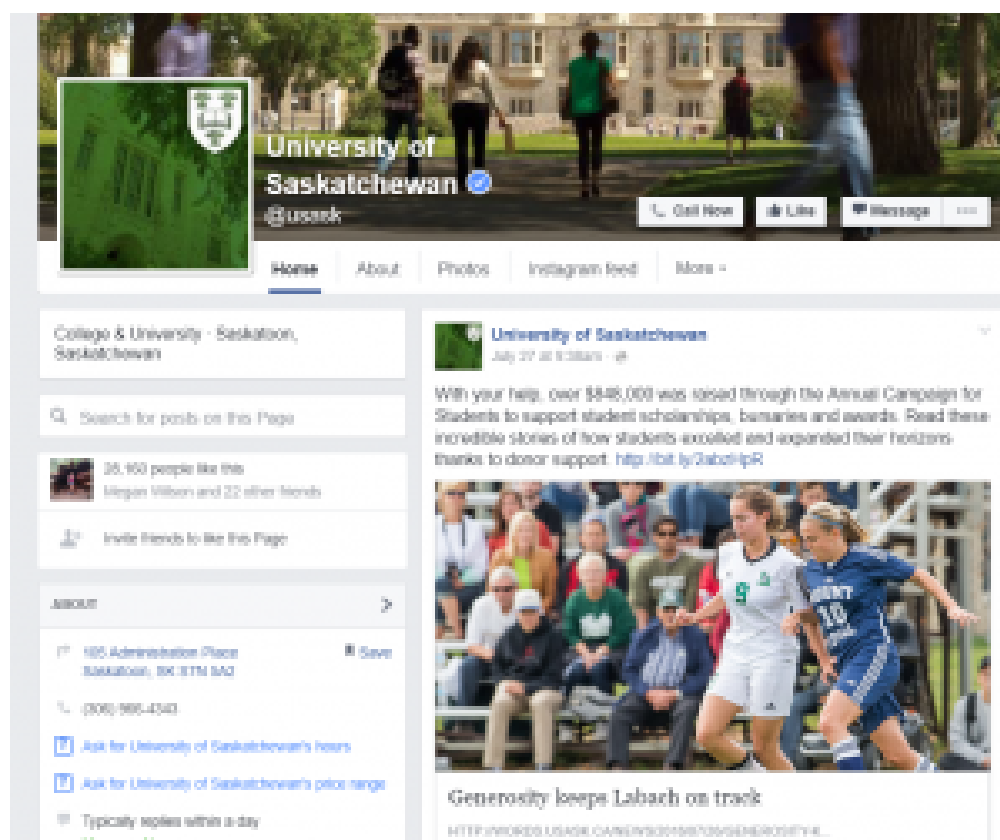 University of
Saskatchewan
@usask
Call Now
Like
Message
Home
About
Photos
Instagram feed
More
College & University · Saskatoon,
Saskatchewan
Search for posts on this Page
people like this
Megan Wilson and 22 other friends
Invite friends to like this Page
ABOUT
105 Administration Place
Saskatoon, SK S7N 5A2
Save
(306) 966-4343
Ask for University of Saskatchewan's hours
Ask for University of Saskatchewan's price range
Typically replies within a day
University of Saskatchewan
July 27 at
With your help, over $848,000 was raised through the Annual Campaign for
Students to support student scholarships, bursaries and awards. Read these
incredible stories of how students excelled and expanded their horizons
thanks to donor support.
9
MOUNT
10
Generosity keeps Labach on track